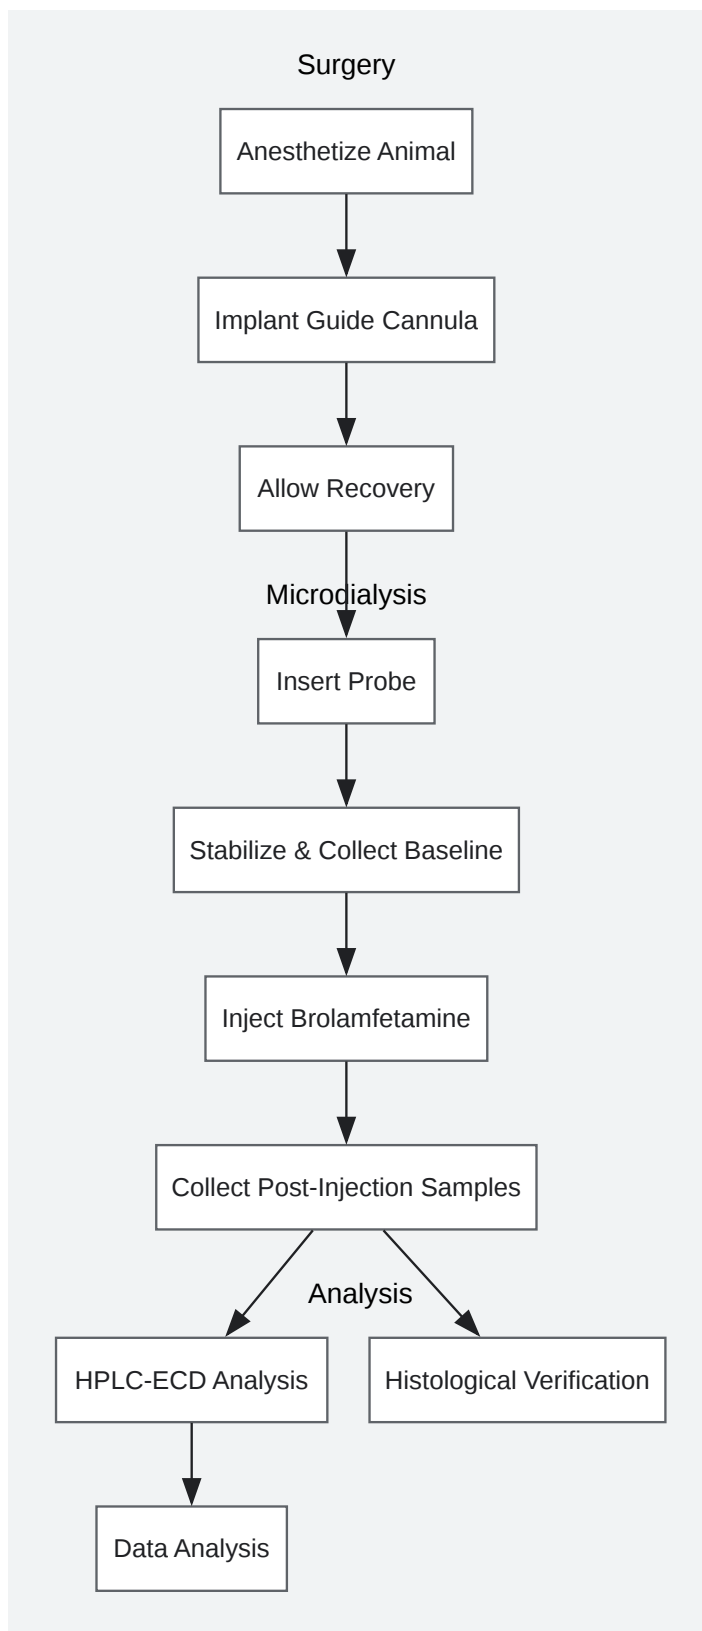 Surgery
Anesthetize Animal
Implant Guide Cannula
Allow Recovery
Microdialysis
Insert Probe
Stabilize & Collect Baseline
Inject Brolamfetamine
Collect Post-Injection Samples
Analysis
HPLC-ECD Analysis
Histological Verification
Data Analysis